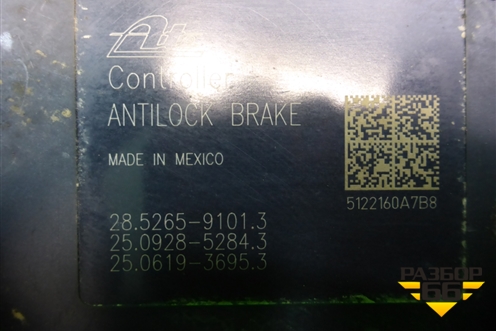 Ate
Controller
ANTILOCK BRAKE
MADE IN MEXICO
5122160A7B8
28.5265-9101.3
25.0928-5284.3
25.0619-3695.3
РАЗБОР
66